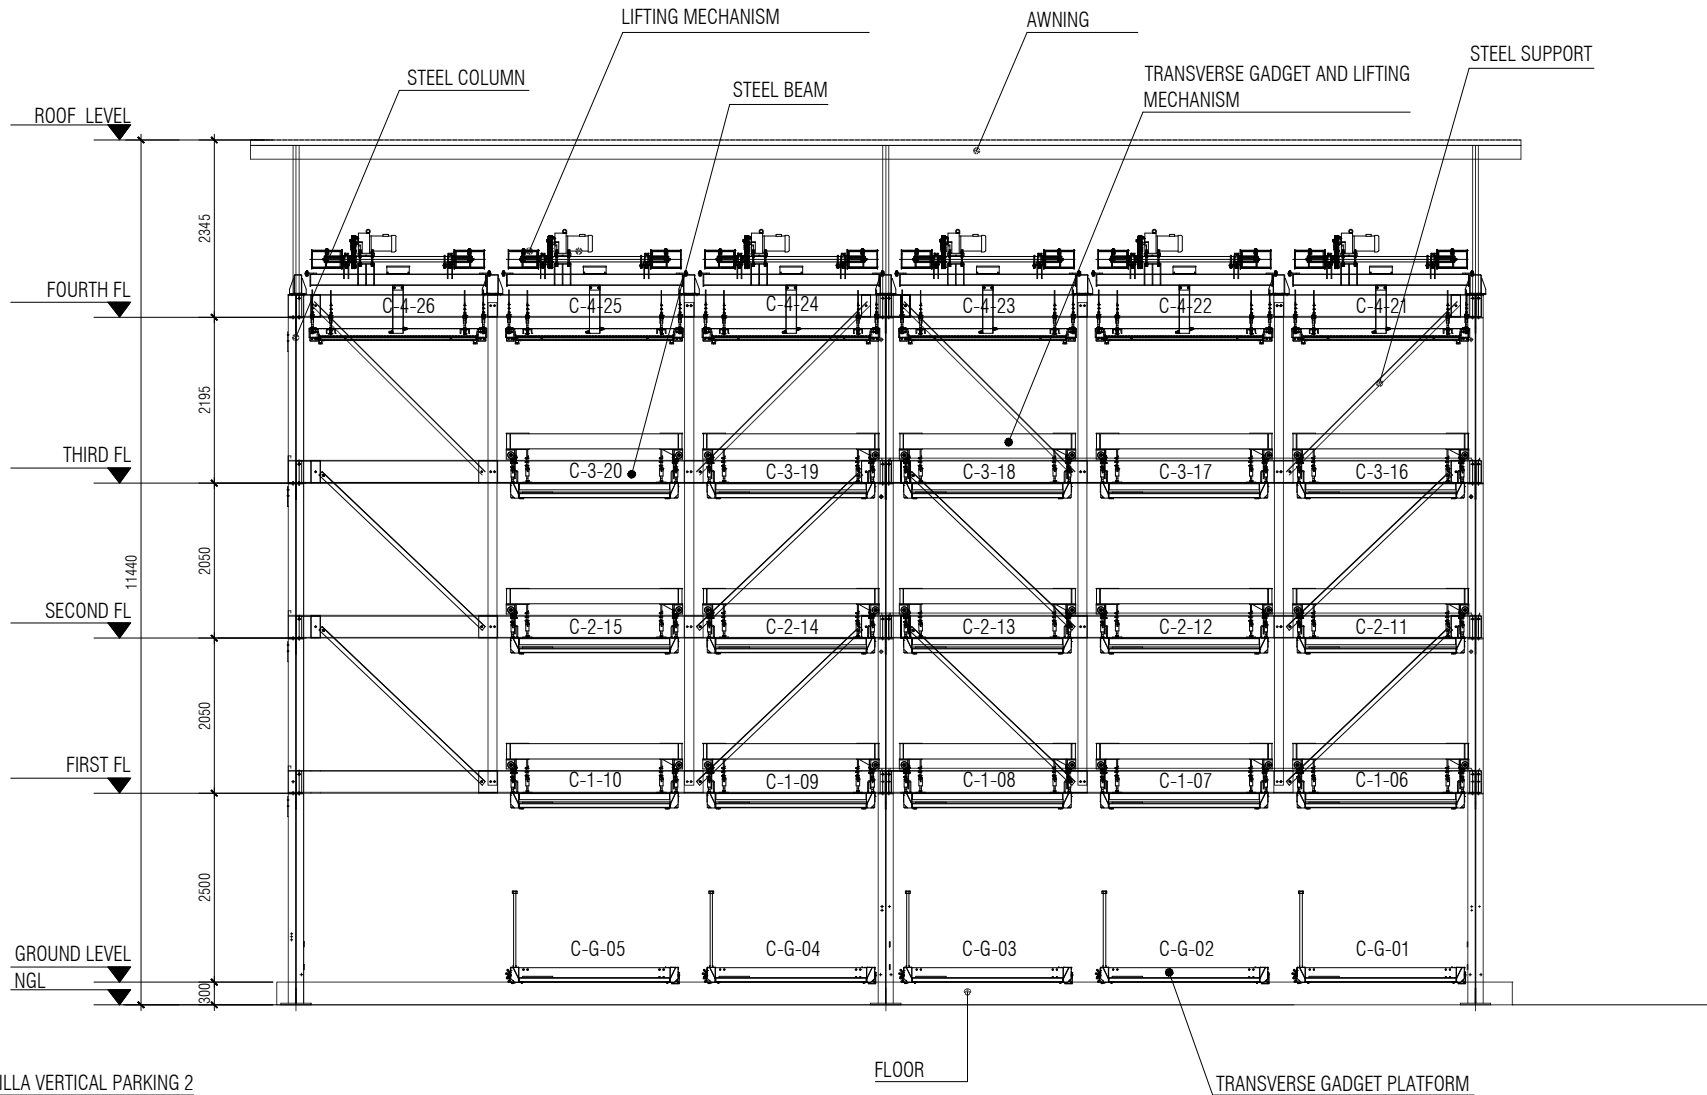 LIFTING MECHANISM
AWNING
STEEL SUPPORT
STEEL COLUMN
STEEL BEAM
TRANSVERSE GADGET AND LIFTING
MECHANISM
ROOF LEVEL
2345
FOURTH FL
C-4-26 C-4-25 C-4-24 C-4-23 C-4-22 C-4-21
2195
THIRD FL
C-3-20 C-3-19 C-3-18 C-3-17 C-3-16
2050
11440
SECOND FL
C-2-15 C-2-14 C-2-13 C-2-12 C-2-11
2050
FIRST FL
C-1-10 C-1-09 C-1-08 C-1-07 C-1-06
2500
GROUND LEVEL
C-G-05 C-G-04 C-G-03 C-G-02 C-G-01
NGL
300
FLOOR
ILLA VERTICAL PARKING 2
TRANSVERSE GADGET PLATFORM